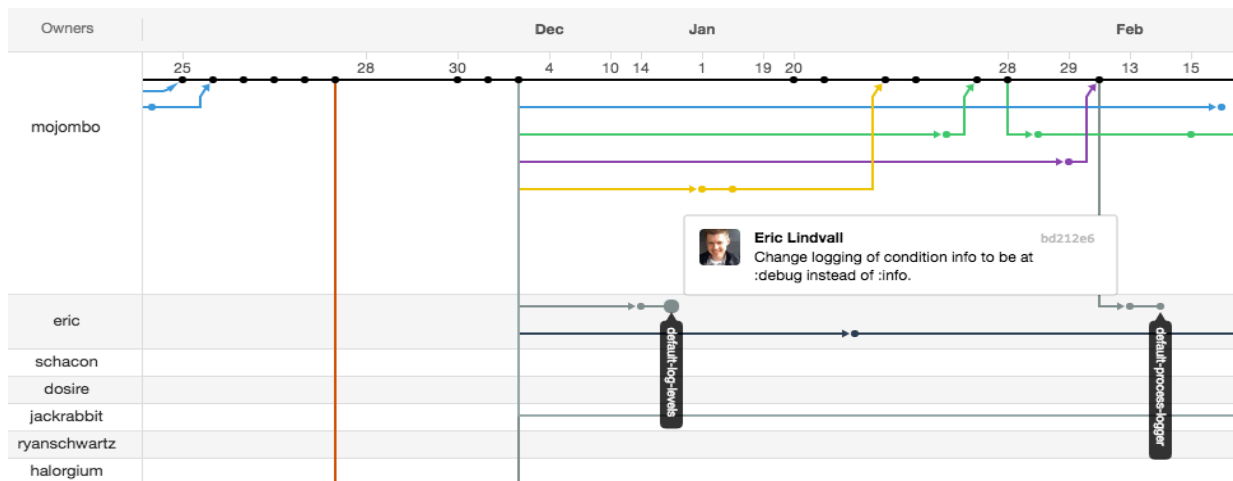 Owners
Dec Jan Feb
25 28 30 4 10 14 1 19 20 28 29 13 15
mojombo
Eric Lindvall bd212e6
Change logging of condition info to be at
:debug instead of :info.
eric
default-log-levels
default-process-logger
schacon
dosire
jackrabbit
ryanschwartz
halorgium